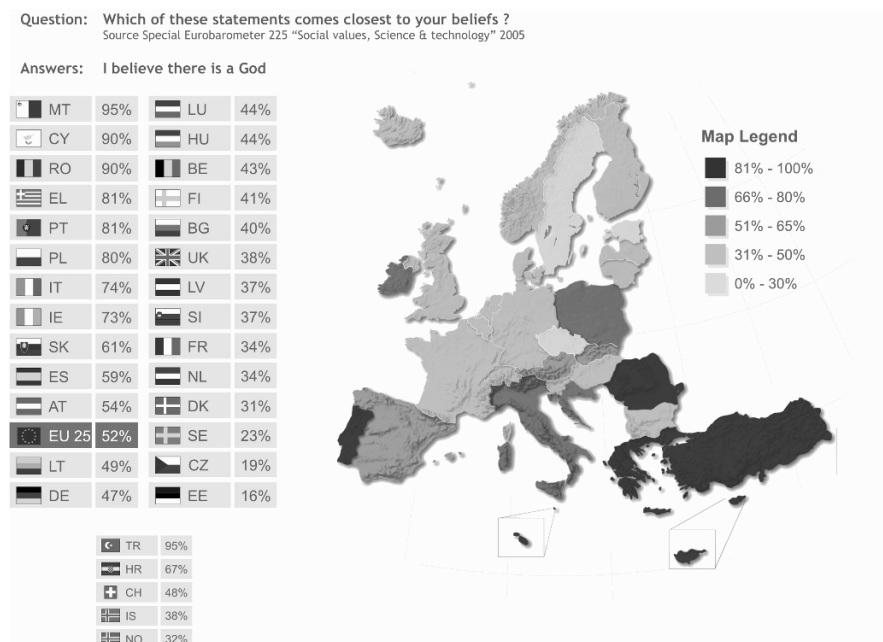 Question: Which of these statements comes closest to your beliefs ?
Source Special Eurobarometer 225 “Social values, Science & technology” 2005
Answers: I believe there is a God
MT 95% LU 44%
CY 90% HU 44%
RO 90% BE 43%
EL 81% FI 41%
PT 81% BG 40%
PL 80% UK 38%
IT 74% LV 37%
IE 73% SI 37%
SK 61% FR 34%
ES 59% NL 34%
AT 54% DK 31%
EU 25 52% SE 23%
LT 49% CZ 19%
DE 47% EE 16%
TR 95%
HR 67%
CH 48%
IS 38%
NO 32%
Map Legend
81% - 100%
66% - 80%
51% - 65%
31% - 50%
0% - 30%